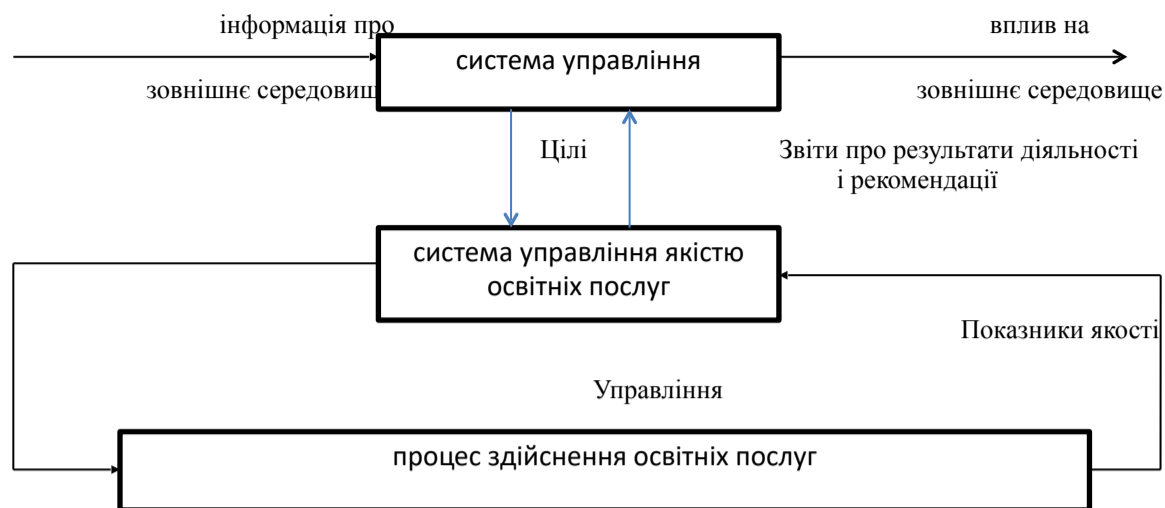 інформація про
вплив на
система управління
зовнішнє середовищ
зовнішнє середовище
Цілі
Звіти про результати діяльності
і рекомендації
система управління якістю
освітніх послуг
Показники якості
Управління
процес здійснення освітніх послуг